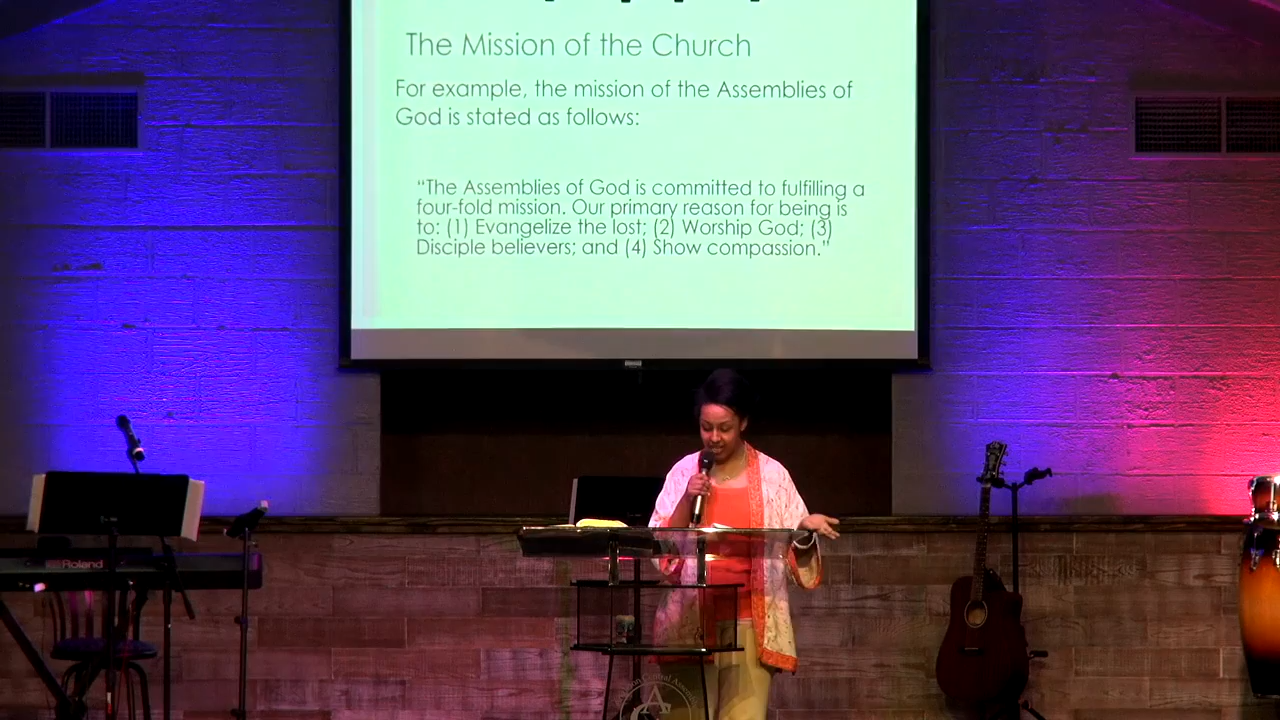 The Mission of the Church
For example, the mission of the Assemblies of
God is stated as follows:
“The Assemblies of God is committed to fulfilling a
four-fold mission. Our primary reason for being is
to: (1) Evangelize the lost; (2) Worship God; (3)
Disciple believers; and (4) Show compassion.”
Roland
Central